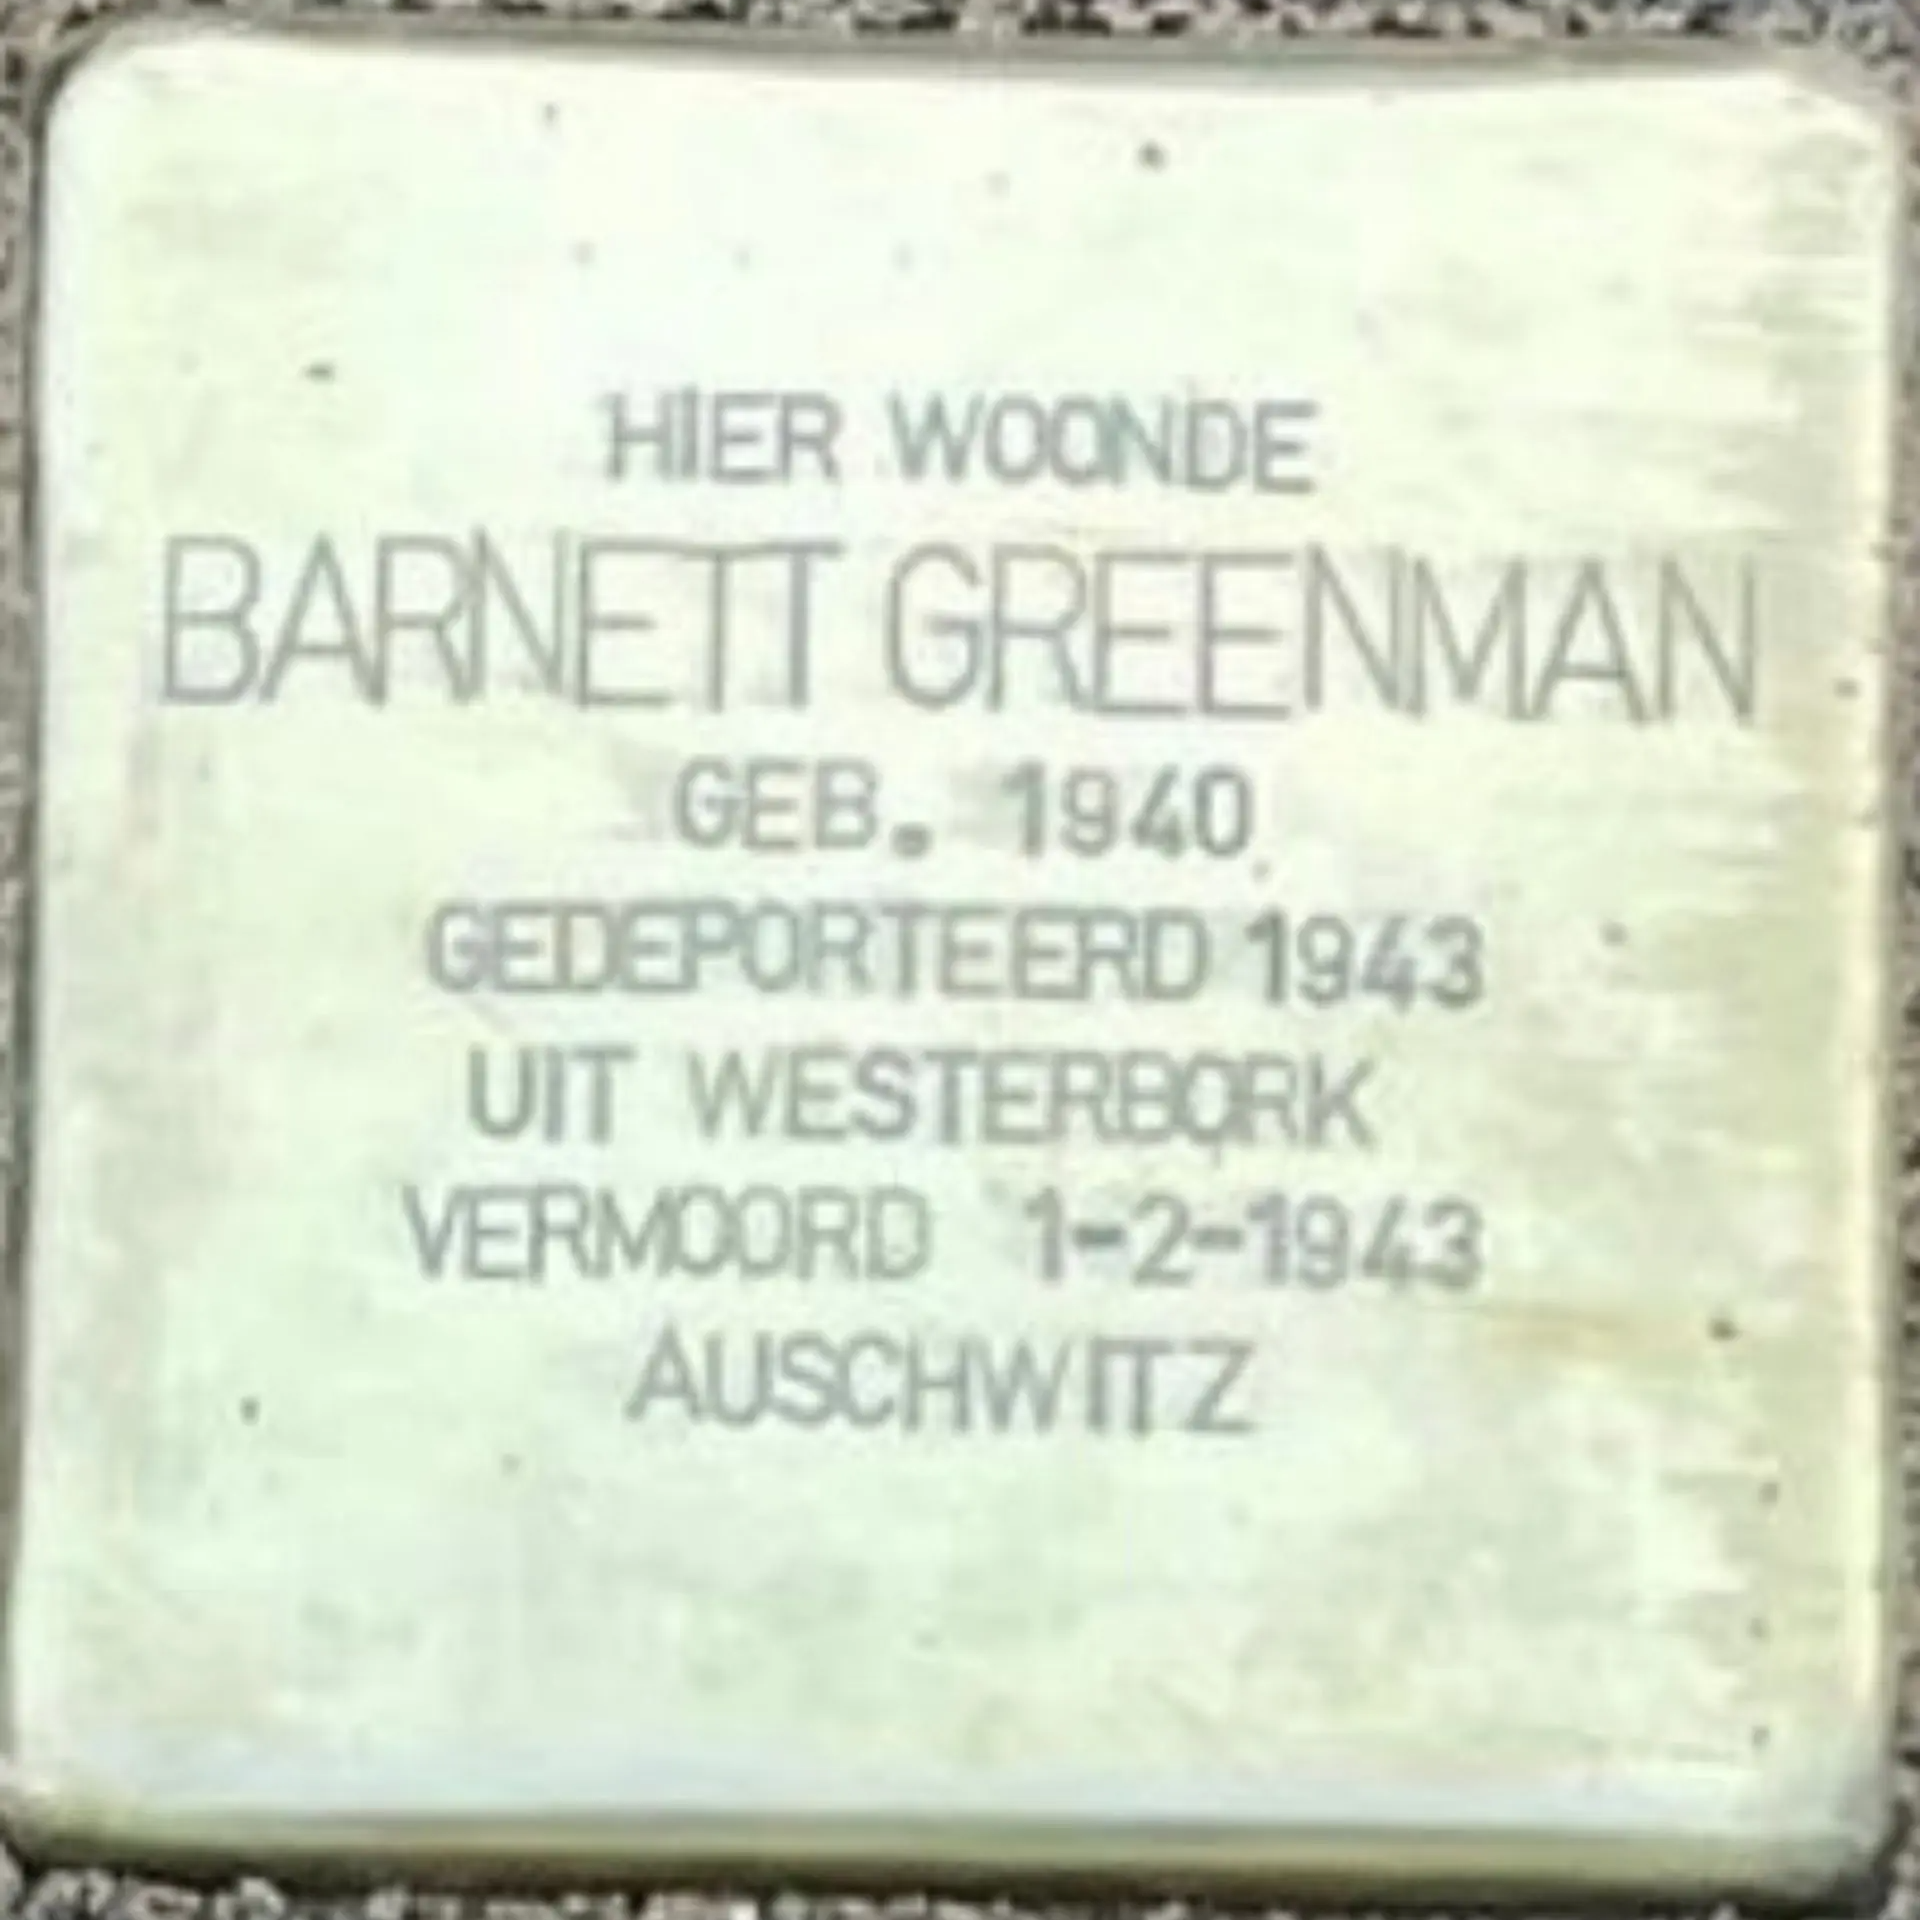 HIER WOONDE
BARNETT GREENMAN
GEB. 1940
GEDEPORTEERD 1943
UIT WESTERBORK
VERMOORD 1-2-1943
AUSCHWITZ